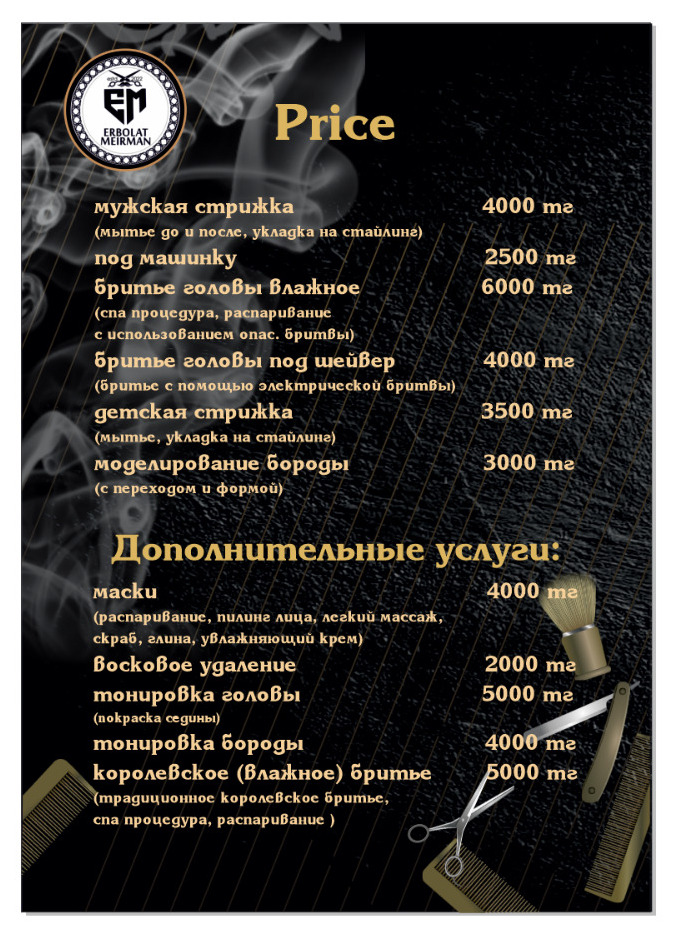 EM
ERBOLAT
MEIRMAN
Price
мужская стрижка 4000 тг
(мытье до и после, укладка на стайлинг)
под машинку 2500 тг
бритье головы влажное 6000 тг
(спа процедура, распаривание
с использованием опас. бритвы)
бритье головы под шейвер 4000 тг
(бритье с помощью электрической бритвы)
детская стрижка 3500 тг
(мытье, укладка на стайлинг)
моделирование бороды 3000 тг
(с переходом и формой)
Дополнительные услуги:
маски 4000 тг
(распаривание, пилинг лица, легкий массаж,
скраб, глина, увлажняющий крем)
восковое удаление 2000 тг
тонировка головы 5000 тг
(покраска седины)
тонировка бороды 4000 тг
королевское (влажное) бритье 5000 тг
(традиционное королевское бритье,
спа процедура, распаривание )